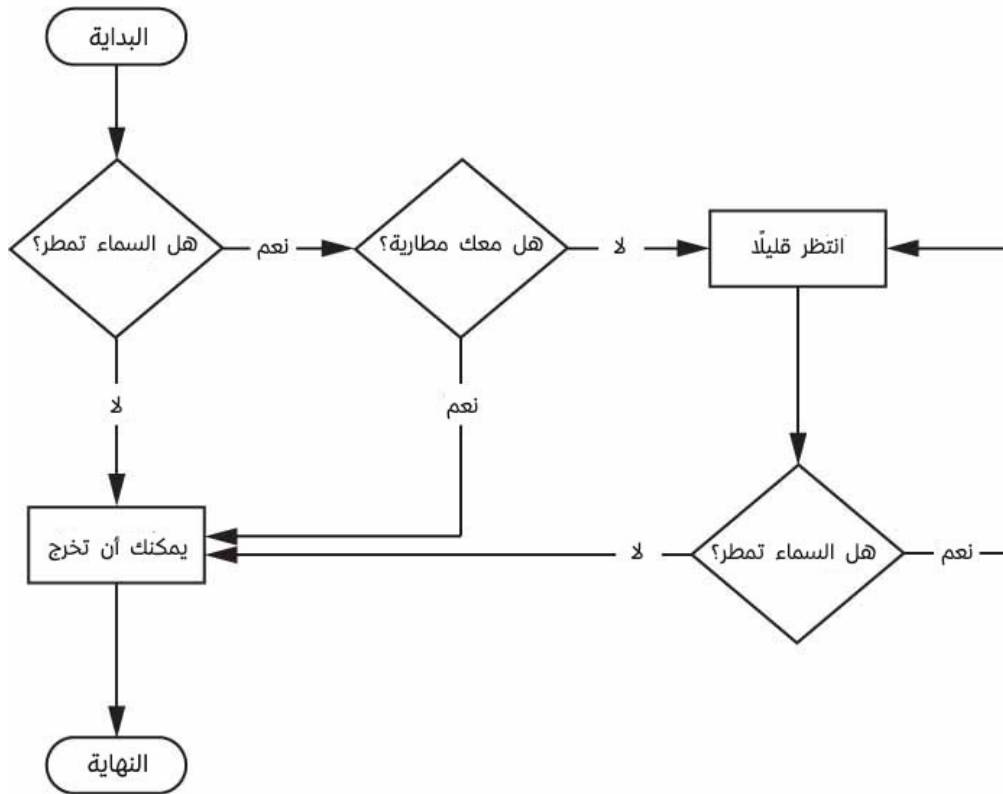 البداية
هل السماء تمطر؟
نعم
هل معك مطارية؟
لا
انتظر قليلًا
لا
نعم
يمكنك أن تخرج
لا
هل السماء تمطر؟
نعم
النهاية